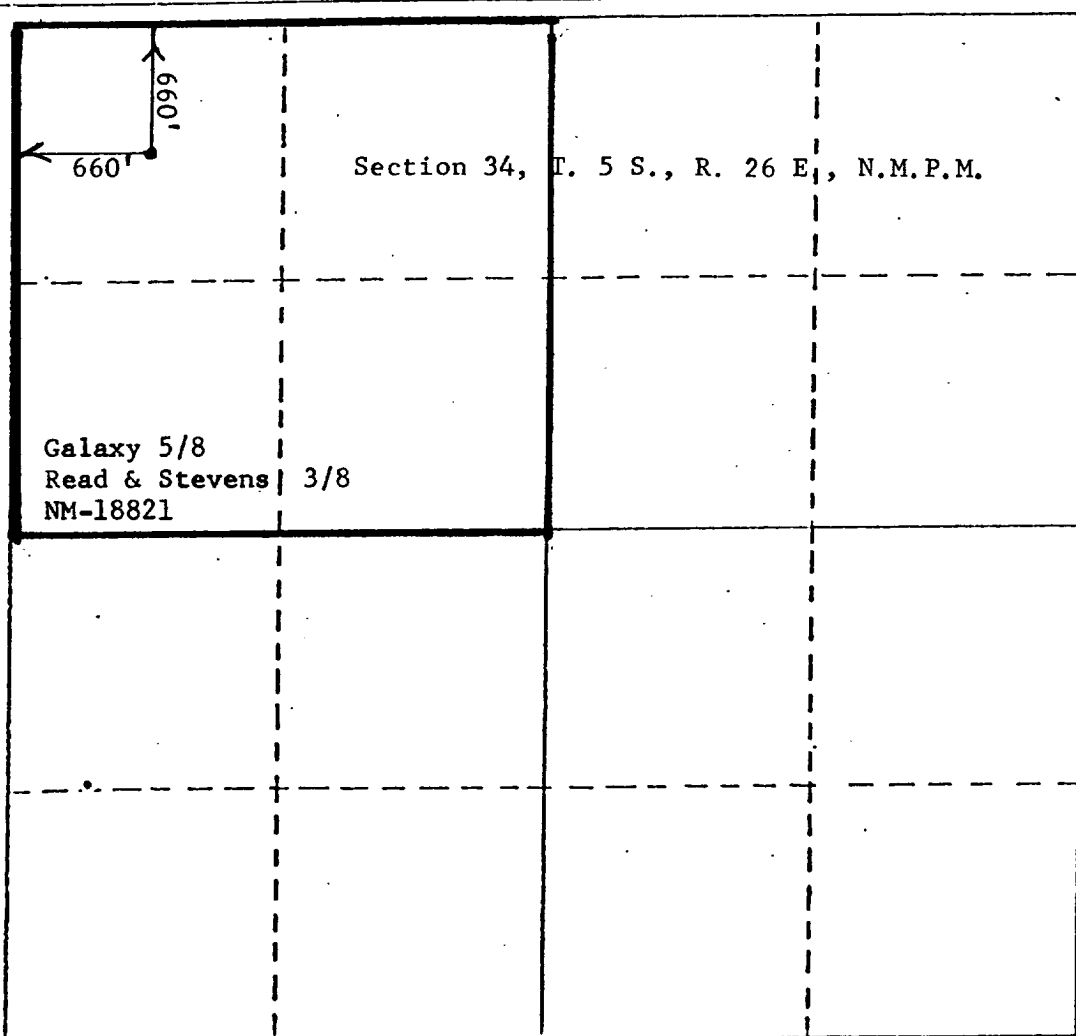 660'
660'
Section 34, T. 5 S., R. 26 E., N.M.P.M.
Galaxy 5/8
Read & Stevens 3/8
NM-18821